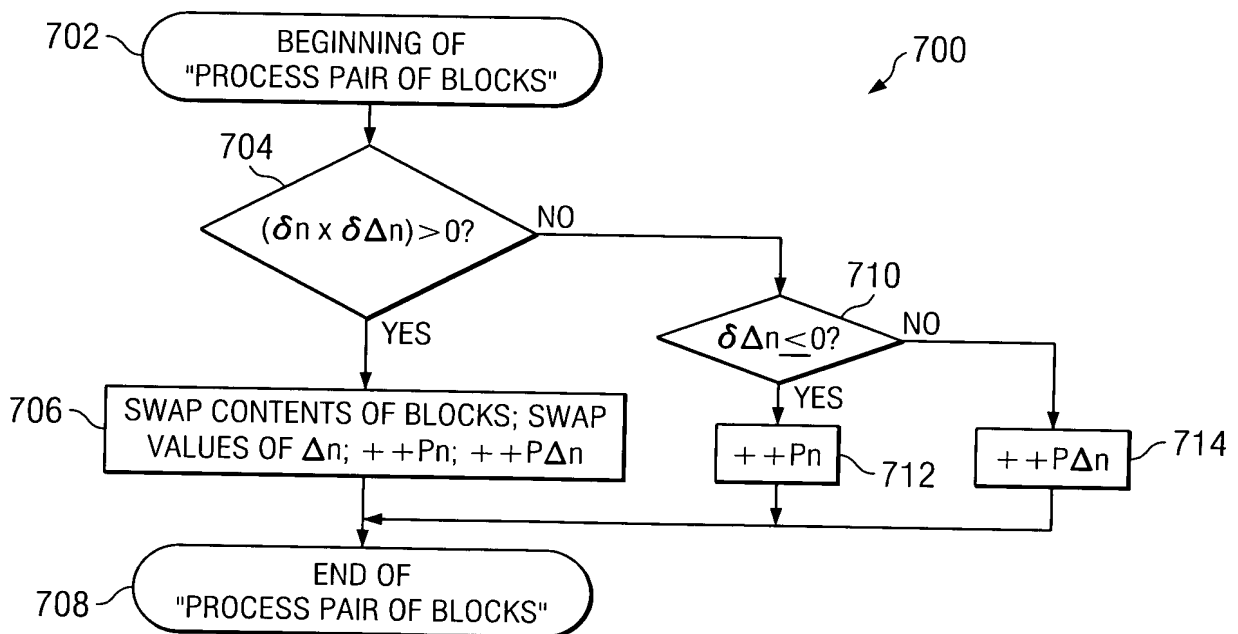 702
BEGINNING OF
"PROCESS PAIR OF BLOCKS"
700
704
(δn x δΔn) > 0?
NO
YES
710
δΔn ≤ 0?
NO
YES
706
SWAP CONTENTS OF BLOCKS; SWAP
VALUES OF Δn; ++Pn; ++PΔn
++Pn
712
++PΔn
714
708
END OF
"PROCESS PAIR OF BLOCKS"